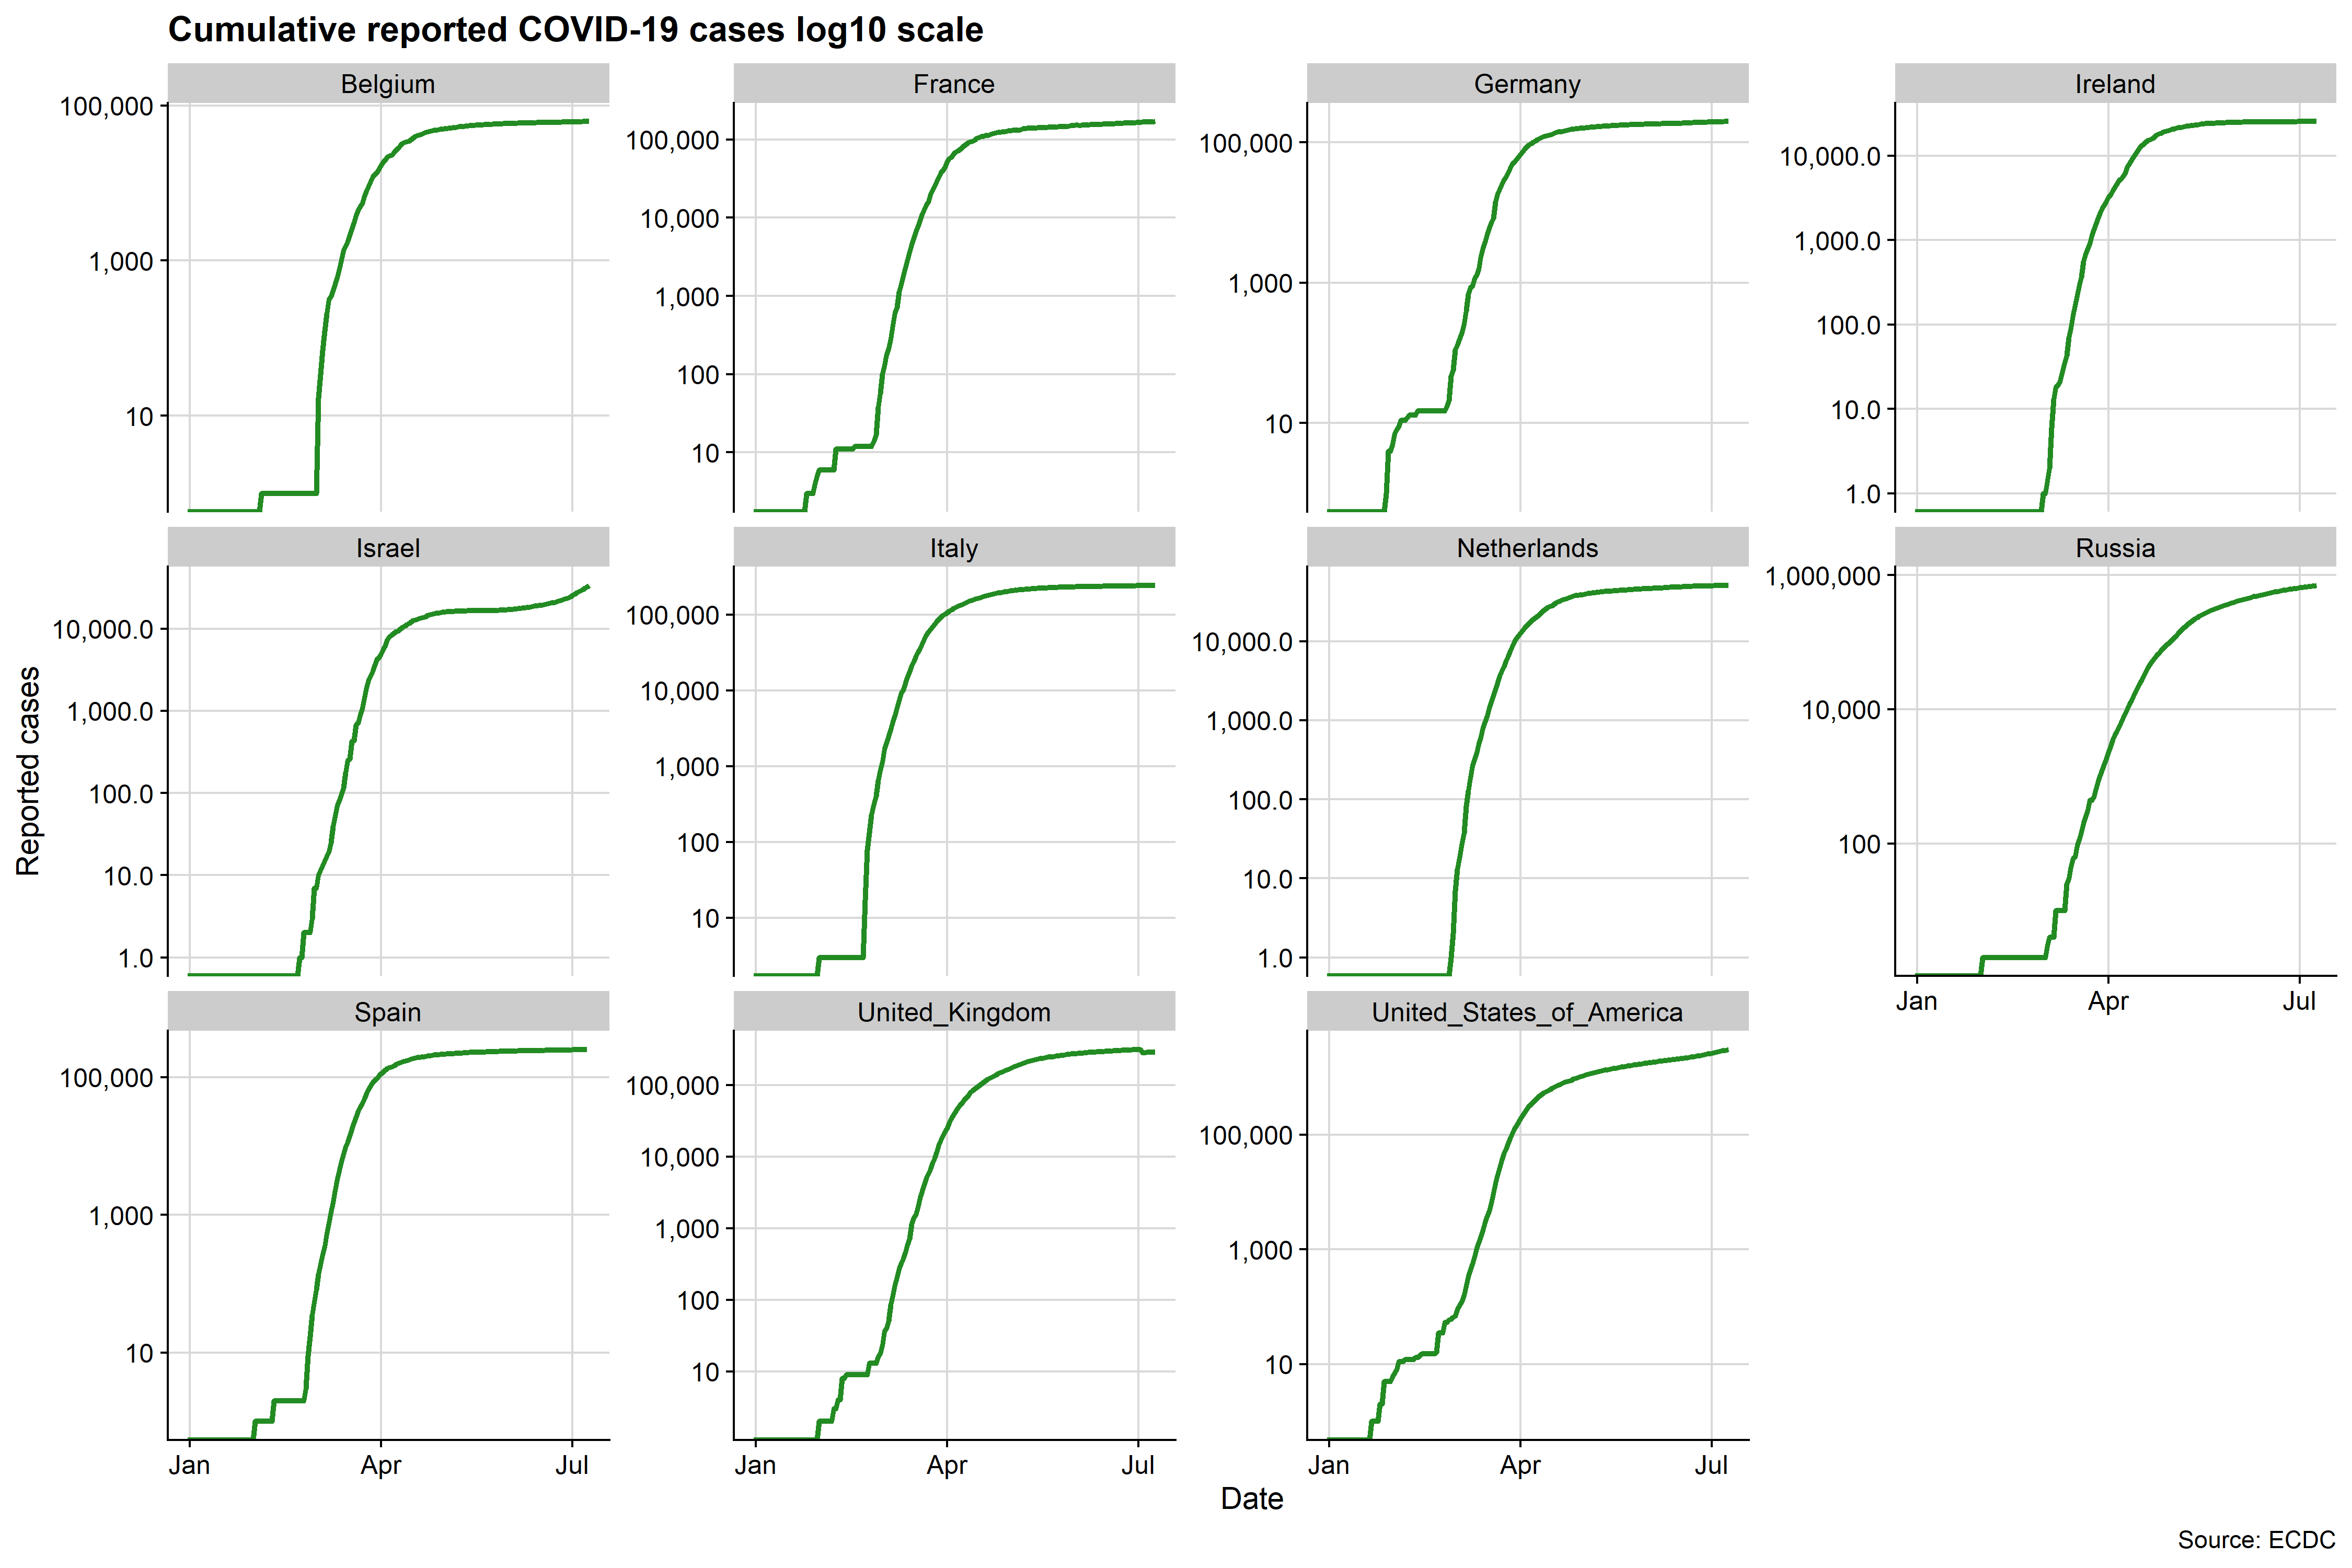 Cumulative reported COVID-19 cases log10 scale
Belgium
France
Germany
Ireland
100,000
1,000
10
100,000
10,000
1,000
100
10
100,000
1,000
10
10,000.0
1,000.0
100.0
10.0
1.0
Israel
Italy
Netherlands
Russia
10,000.0
1,000.0
100.0
10.0
1.0
100,000
10,000
1,000
100
10
10,000.0
1,000.0
100.0
10.0
1.0
1,000,000
10,000
100
Jan Apr Jul
Reported cases
Spain
United_Kingdom
United_States_of_America
100,000
1,000
10
100,000
10,000
1,000
100
10
100,000
1,000
10
Jan Apr Jul
Jan Apr Jul
Jan Apr Jul
Date
Source: ECDC